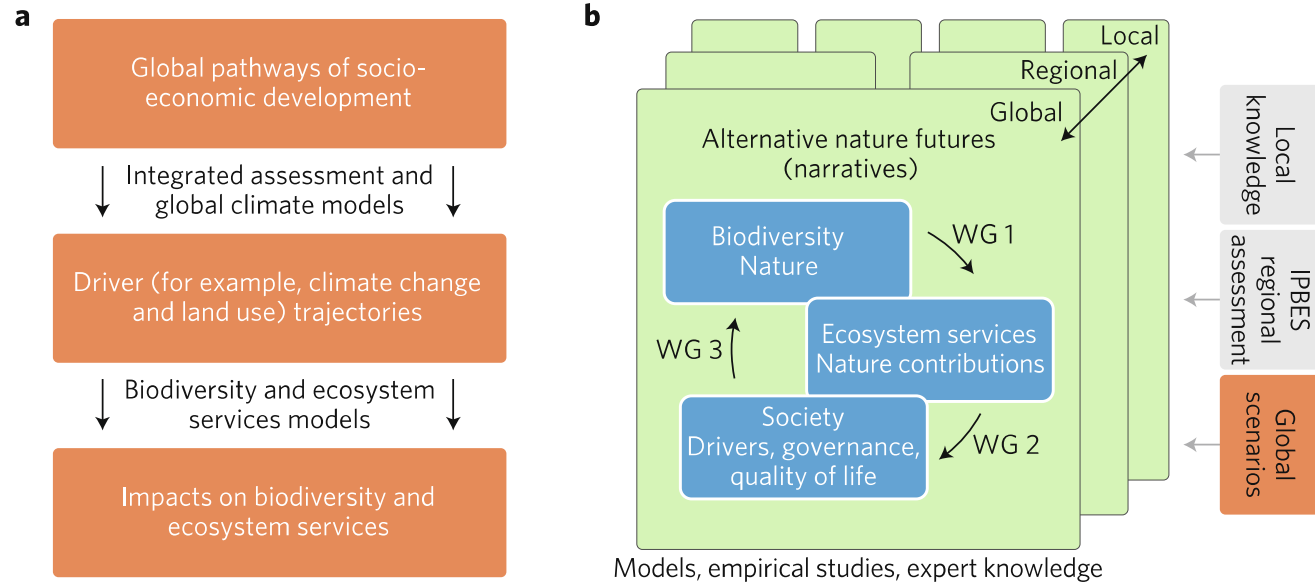 a
Global pathways of socio-
economic development
Integrated assessment and
global climate models
Driver (for example, climate change
and land use) trajectories
Biodiversity and ecosystem
services models
Impacts on biodiversity and
ecosystem services
b
Local
Regional
Global
Alternative nature futures
(narratives)
Biodiversity
Nature
WG 1
Ecosystem services
Nature contributions
WG 3
Society
Drivers, governance,
quality of life
WG 2
Models, empirical studies, expert knowledge
Local
knowledge
IPBES
regional
assessment
Global
scenarios